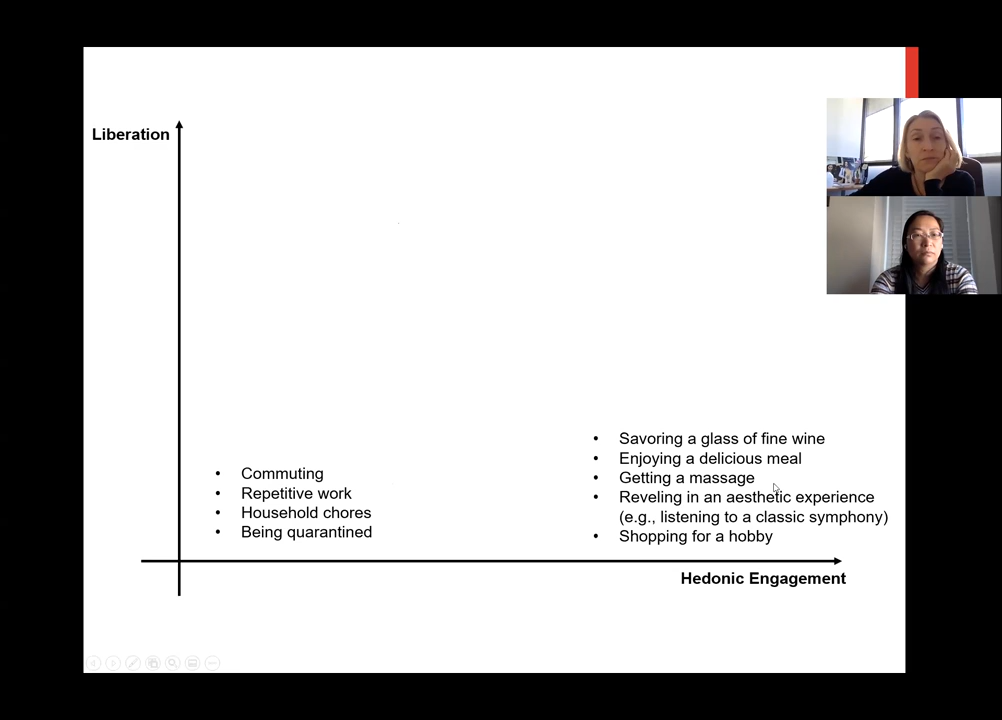 Liberation
• Commuting
• Repetitive work
• Household chores
• Being quarantined
• Savoring a glass of fine wine
• Enjoying a delicious meal
• Getting a massage
• Reveling in an aesthetic experience
(e.g., listening to a classic symphony)
• Shopping for a hobby
Hedonic Engagement